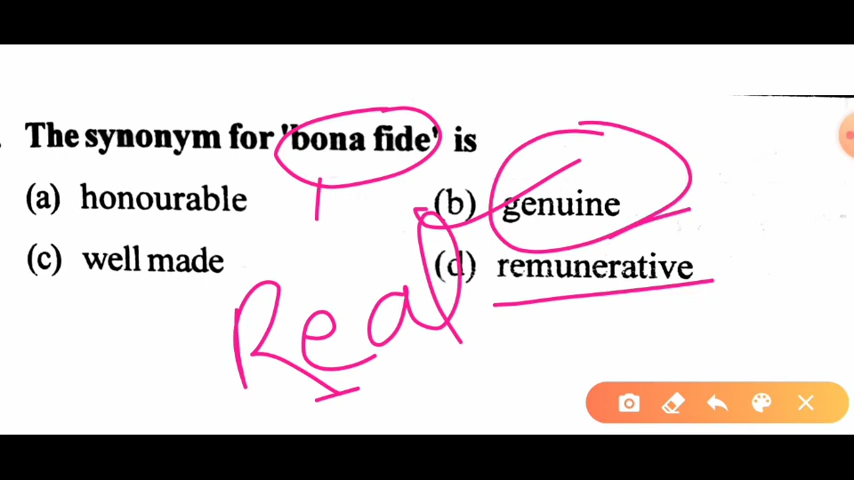 The synonym for 'bona fide' is
(a) honourable (b) genuine
(c) well made (d) remunerative
Real